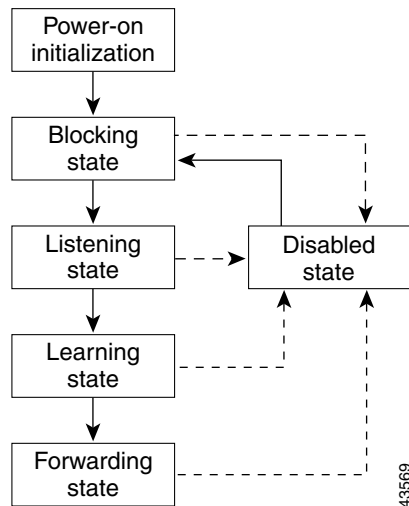 Power-on
initialization
Blocking
state
Listening
state
Disabled
state
Learning
state
Forwarding
state
43569